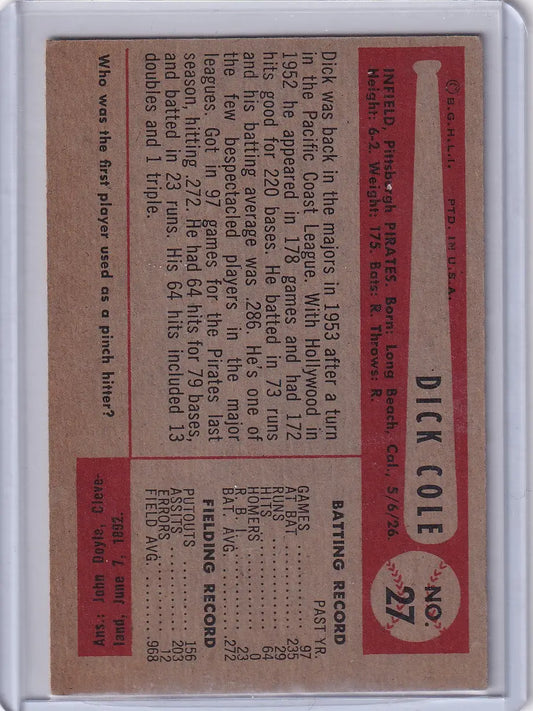 © B.G.H.L.I. PTD. IN U.S.A.
DICK COLE
NO.
27
INFIELD, Pittsburgh PIRATES. Born: Long Beach, Cal., 5/6/26.
Height: 6-2. Weight: 175. Bats: R. Throws: R.
Dick was back in the majors in 1953 after a turn
in the Pacific Coast League. With Hollywood in
1952 he appeared in 178 games and had 172
hits good for 220 bases. He batted in 73 runs
and his batting average was .286. He's one of
the few bespectacled players in the major
leagues. Got in 97 games for the Pirates last
season, hitting .272. He had 64 hits for 79 bases,
and batted in 23 runs. His 64 hits included 13
doubles and 1 triple.
BATTING RECORD
PAST YR.
GAMES 97
AT BAT 235
RUNS 29
HITS 64
HOMERS 0
R. B. I. 23
BAT. AVG. .272
FIELDING RECORD
PUTOUTS 156
ASSITS 203
ERRORS 12
FIELD AVG. .968
Who was the first player used as a pinch hitter?
Ans.: John Doyle, Cleve-
land, June 7,
1892.